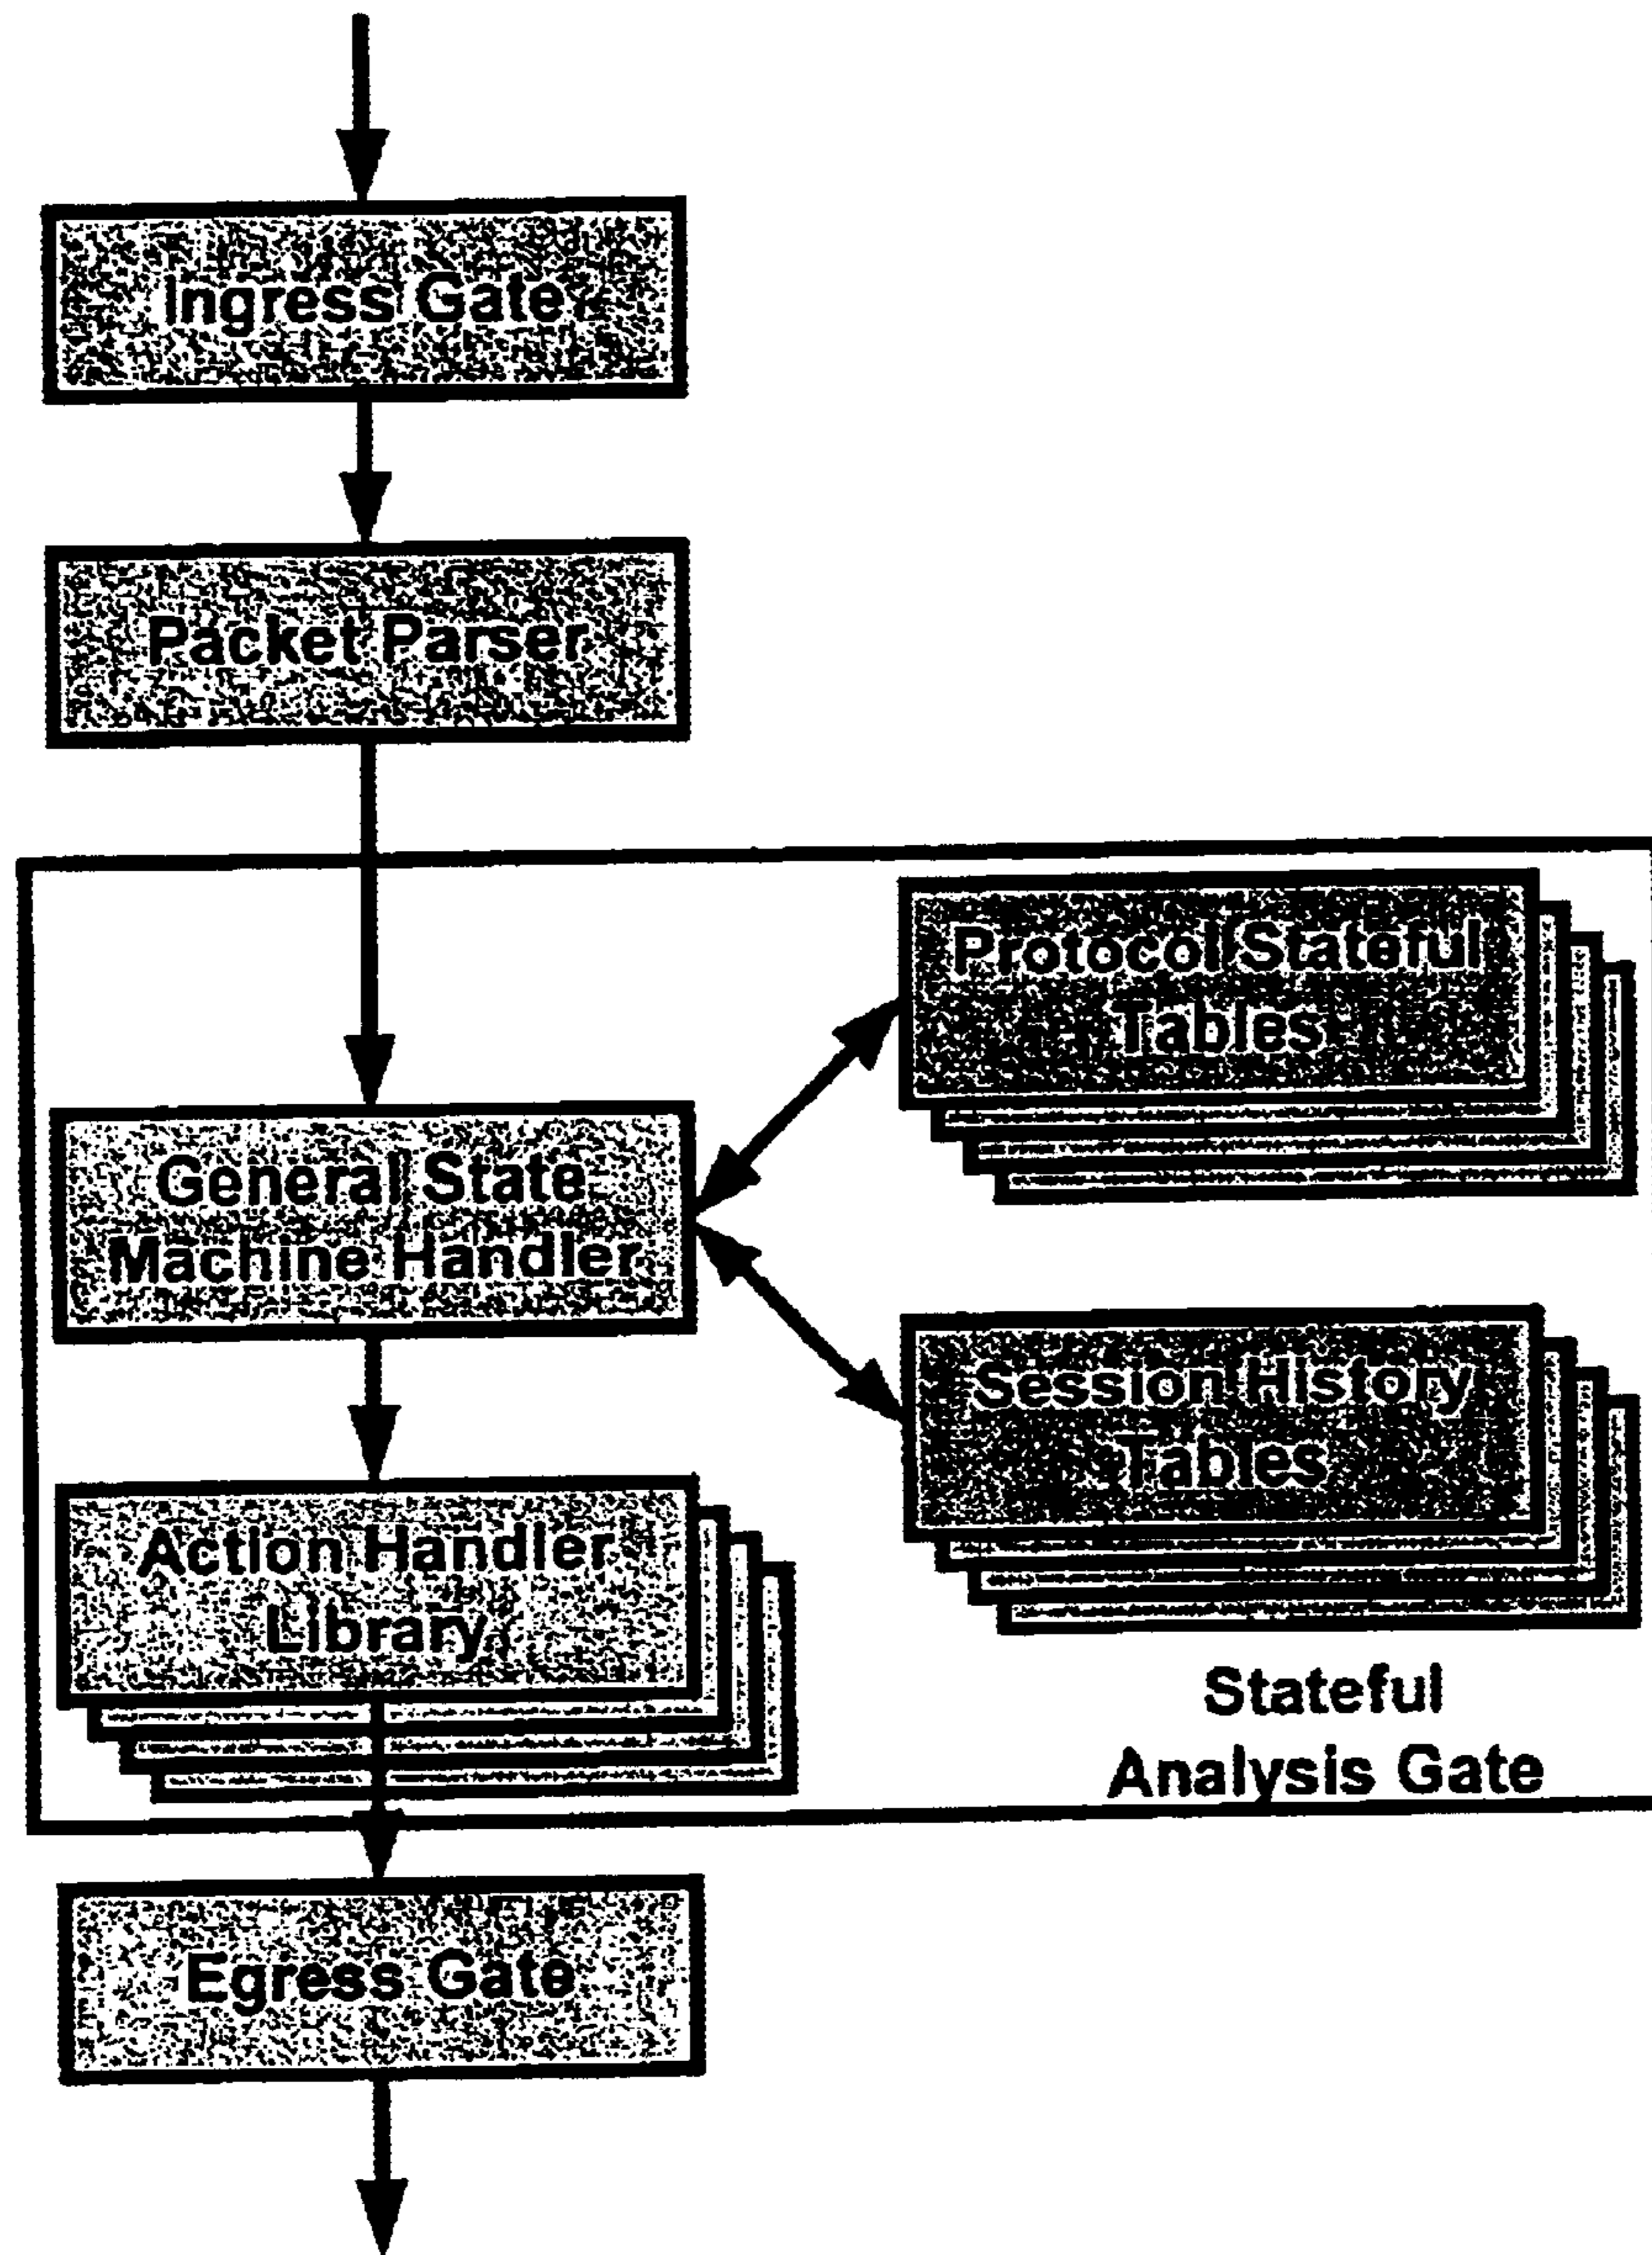 Ingress Gate
Packet Parser
Protocol Stateful
Tables
General State
Machine Handler
Session History
Tables
Action Handler
Library
Stateful
Analysis Gate
Egress Gate